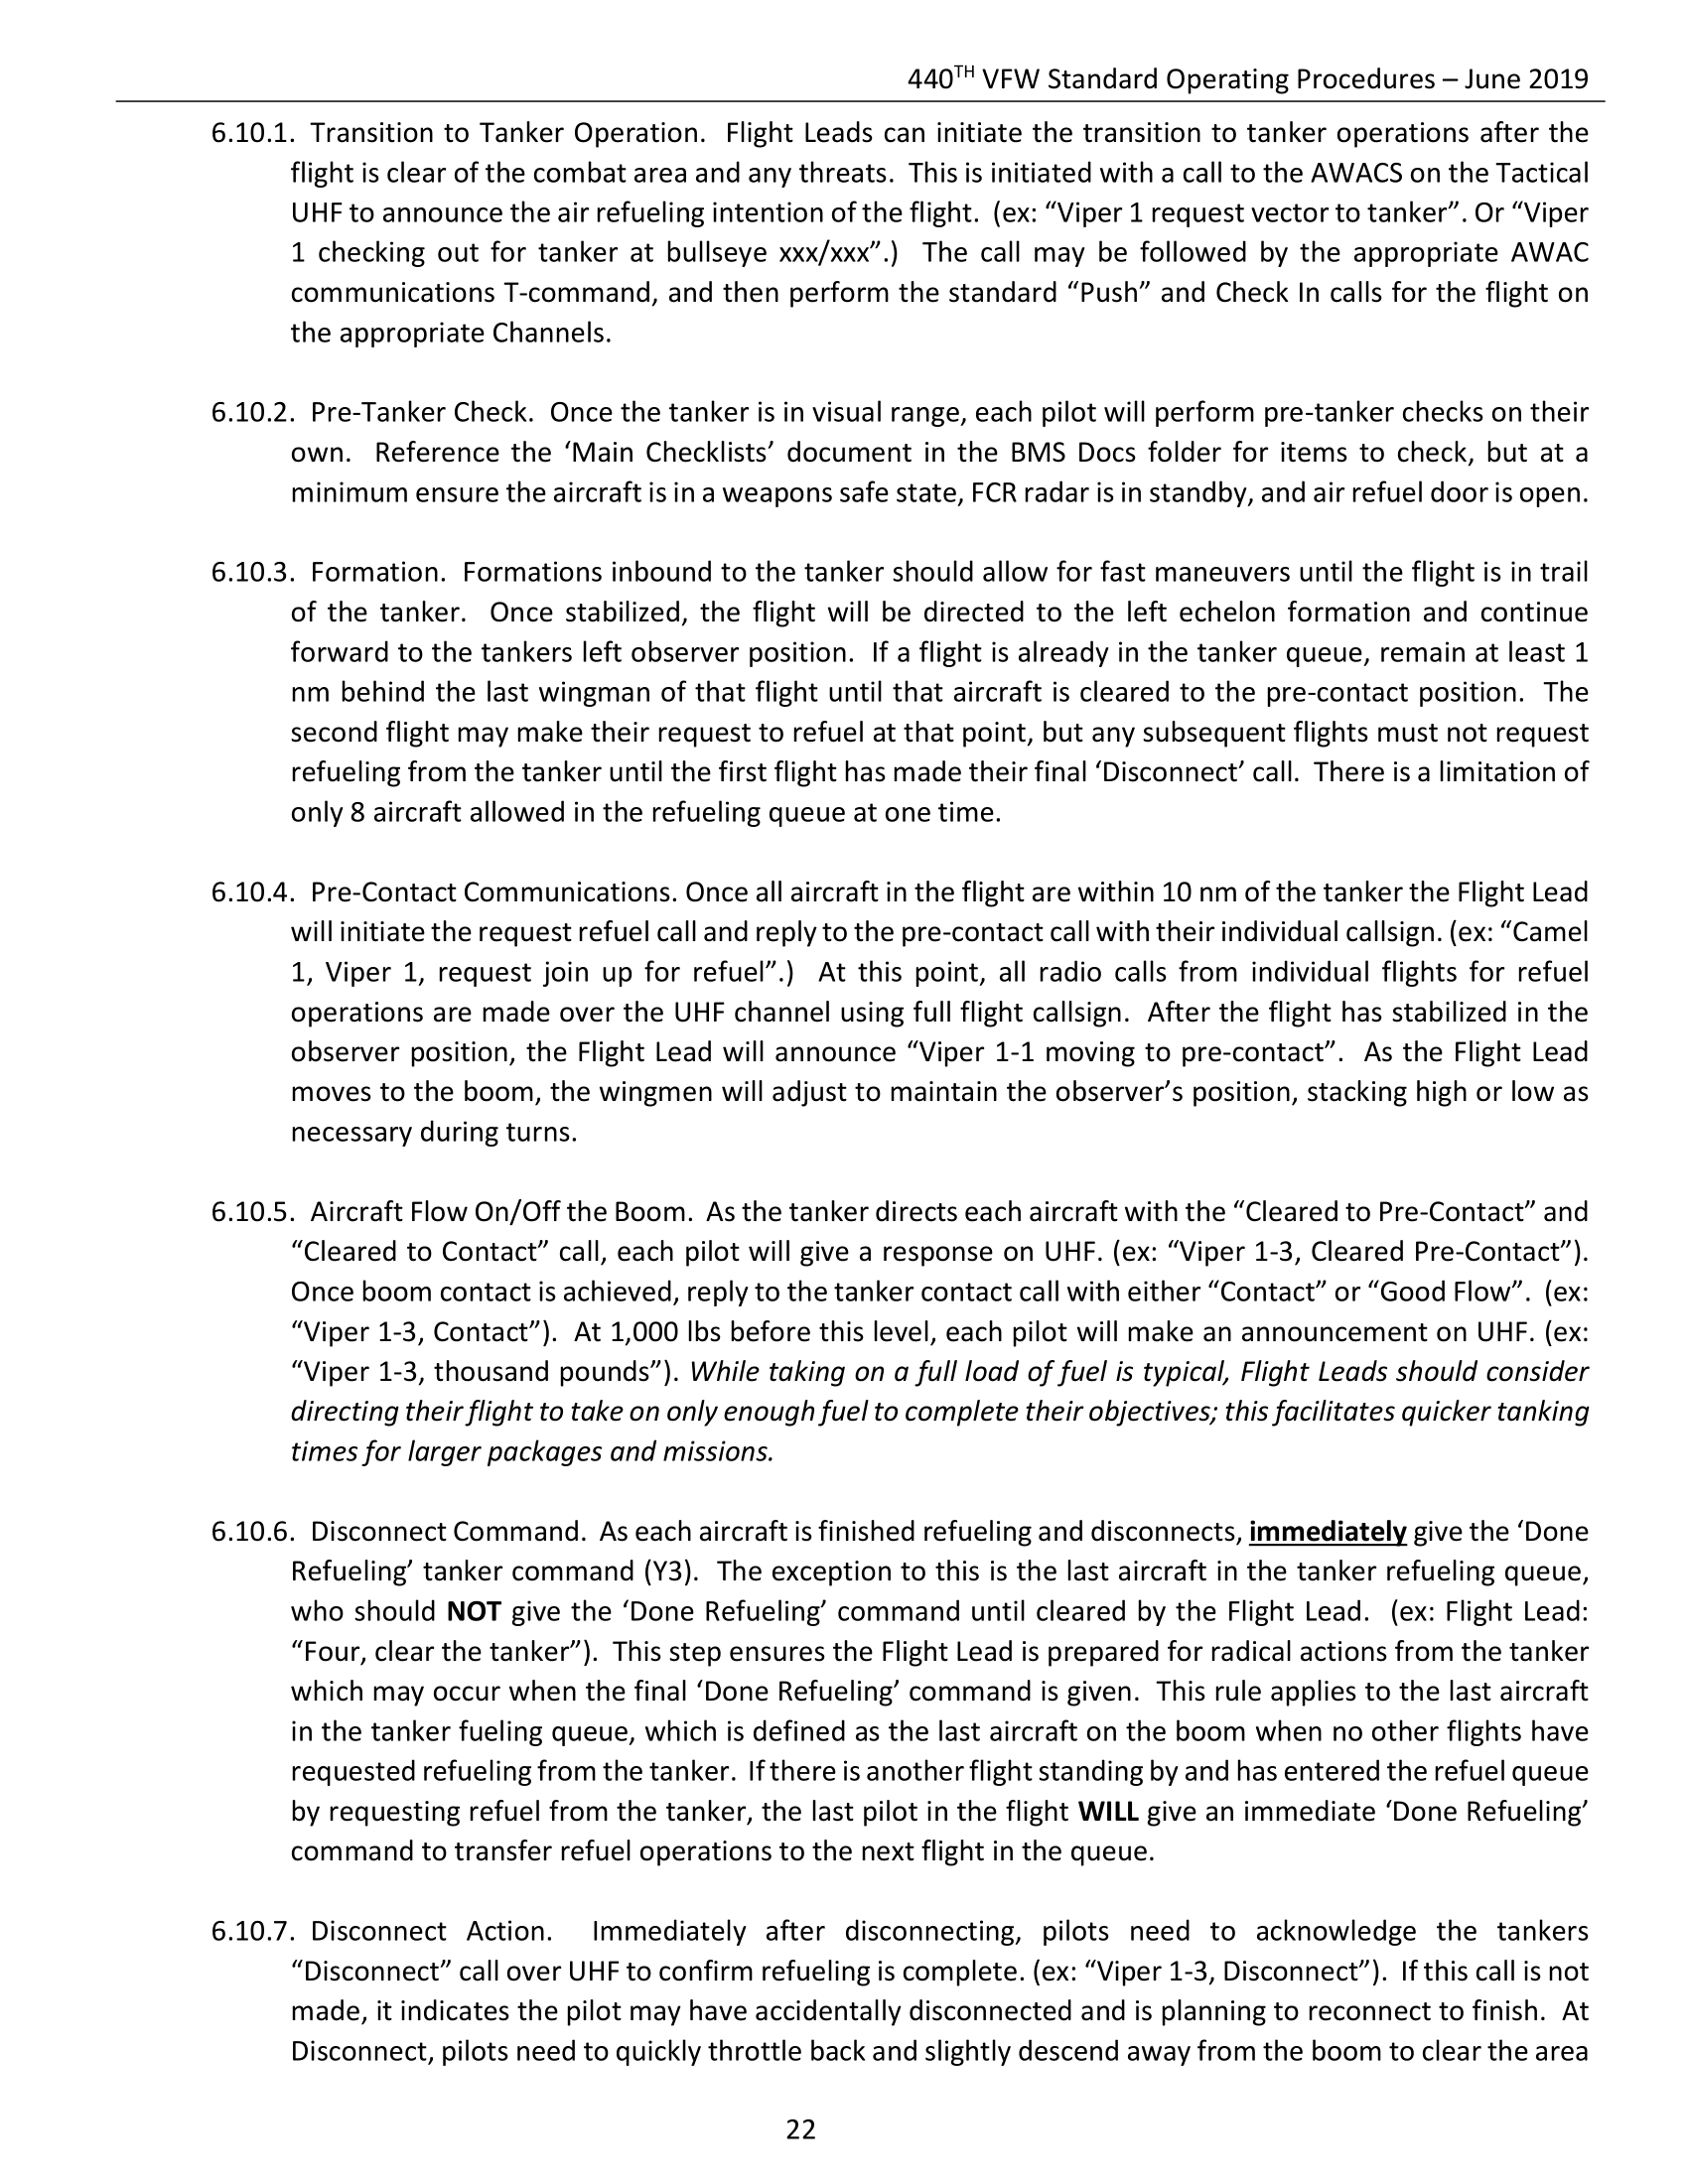 440TH VFW Standard Operating Procedures – June 2019
6.10.1. Transition to Tanker Operation. Flight Leads can initiate the transition to tanker operations after the
flight is clear of the combat area and any threats. This is initiated with a call to the AWACS on the Tactical
UHF to announce the air refueling intention of the flight. (ex: “Viper 1 request vector to tanker”. Or “Viper
1 checking out for tanker at bullseye xxx/xxx”.) The call may be followed by the appropriate AWAC
communications T-command, and then perform the standard “Push” and Check In calls for the flight on
the appropriate Channels.
6.10.2. Pre-Tanker Check. Once the tanker is in visual range, each pilot will perform pre-tanker checks on their
own. Reference the ‘Main Checklists’ document in the BMS Docs folder for items to check, but at a
minimum ensure the aircraft is in a weapons safe state, FCR radar is in standby, and air refuel door is open.
6.10.3. Formation. Formations inbound to the tanker should allow for fast maneuvers until the flight is in trail
of the tanker. Once stabilized, the flight will be directed to the left echelon formation and continue
forward to the tankers left observer position. If a flight is already in the tanker queue, remain at least 1
nm behind the last wingman of that flight until that aircraft is cleared to the pre-contact position. The
second flight may make their request to refuel at that point, but any subsequent flights must not request
refueling from the tanker until the first flight has made their final ‘Disconnect’ call. There is a limitation of
only 8 aircraft allowed in the refueling queue at one time.
6.10.4. Pre-Contact Communications. Once all aircraft in the flight are within 10 nm of the tanker the Flight Lead
will initiate the request refuel call and reply to the pre-contact call with their individual callsign. (ex: “Camel
1, Viper 1, request join up for refuel”.) At this point, all radio calls from individual flights for refuel
operations are made over the UHF channel using full flight callsign. After the flight has stabilized in the
observer position, the Flight Lead will announce “Viper 1-1 moving to pre-contact”. As the Flight Lead
moves to the boom, the wingmen will adjust to maintain the observer’s position, stacking high or low as
necessary during turns.
6.10.5. Aircraft Flow On/Off the Boom. As the tanker directs each aircraft with the “Cleared to Pre-Contact” and
“Cleared to Contact” call, each pilot will give a response on UHF. (ex: “Viper 1-3, Cleared Pre-Contact”).
Once boom contact is achieved, reply to the tanker contact call with either “Contact” or “Good Flow”. (ex:
“Viper 1-3, Contact”). At 1,000 lbs before this level, each pilot will make an announcement on UHF. (ex:
“Viper 1-3, thousand pounds”). While taking on a full load of fuel is typical, Flight Leads should consider
directing their flight to take on only enough fuel to complete their objectives; this facilitates quicker tanking
times for larger packages and missions.
6.10.6. Disconnect Command. As each aircraft is finished refueling and disconnects, immediately give the ‘Done
Refueling’ tanker command (Y3). The exception to this is the last aircraft in the tanker refueling queue,
who should NOT give the ‘Done Refueling’ command until cleared by the Flight Lead. (ex: Flight Lead:
“Four, clear the tanker”). This step ensures the Flight Lead is prepared for radical actions from the tanker
which may occur when the final ‘Done Refueling’ command is given. This rule applies to the last aircraft
in the tanker fueling queue, which is defined as the last aircraft on the boom when no other flights have
requested refueling from the tanker. If there is another flight standing by and has entered the refuel queue
by requesting refuel from the tanker, the last pilot in the flight WILL give an immediate ‘Done Refueling’
command to transfer refuel operations to the next flight in the queue.
6.10.7. Disconnect Action. Immediately after disconnecting, pilots need to acknowledge the tankers
“Disconnect” call over UHF to confirm refueling is complete. (ex: “Viper 1-3, Disconnect”). If this call is not
made, it indicates the pilot may have accidentally disconnected and is planning to reconnect to finish. At
Disconnect, pilots need to quickly throttle back and slightly descend away from the boom to clear the area
22